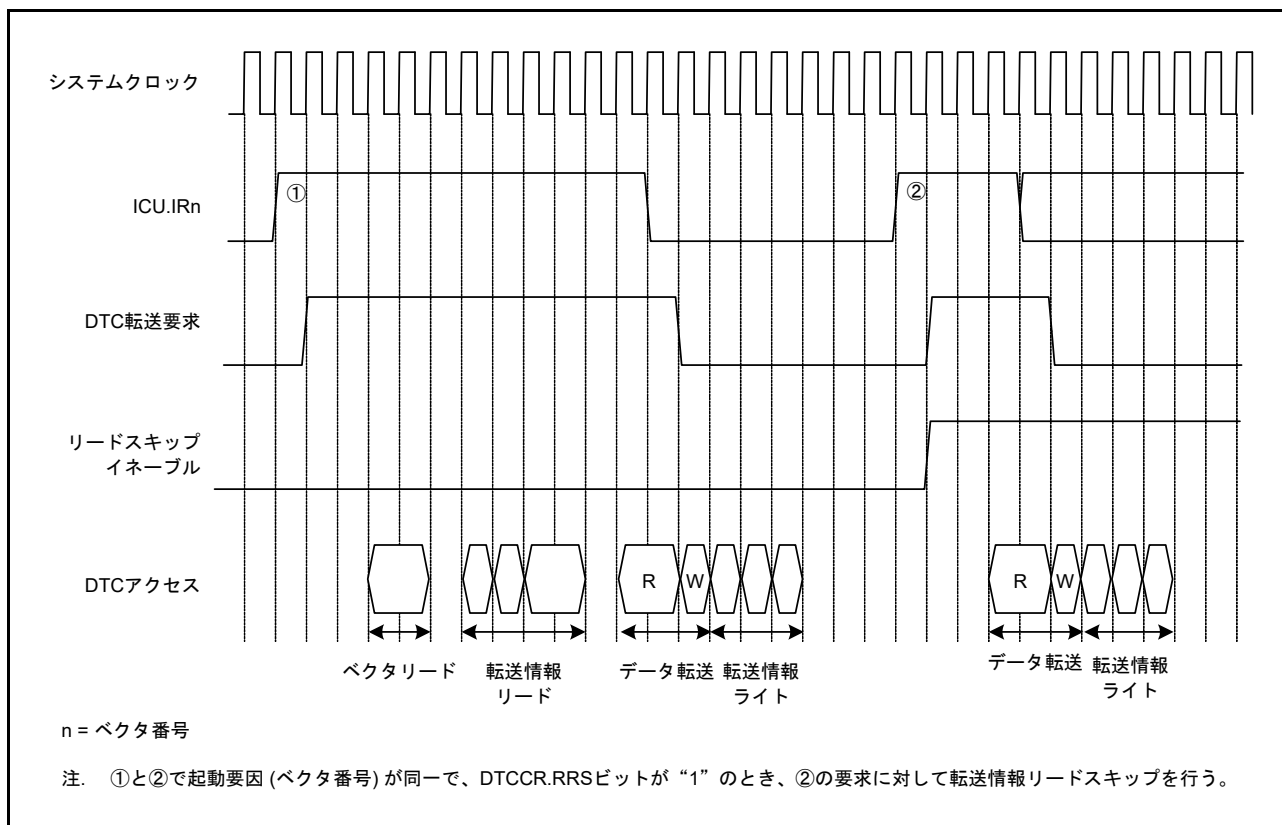 システムクロック
ICU.IRn
①
②
DTC転送要求
リードスキップ
イネーブル
DTCアクセス
R
W
R
W
ベクタリード
転送情報
リード
データ転送
転送情報
ライト
データ転送
転送情報
ライト
n = ベクタ番号
注. ①と②で起動要因 (ベクタ番号) が同一で、DTCCR.RRSビットが“1”のとき、②の要求に対して転送情報リードスキップを行う。